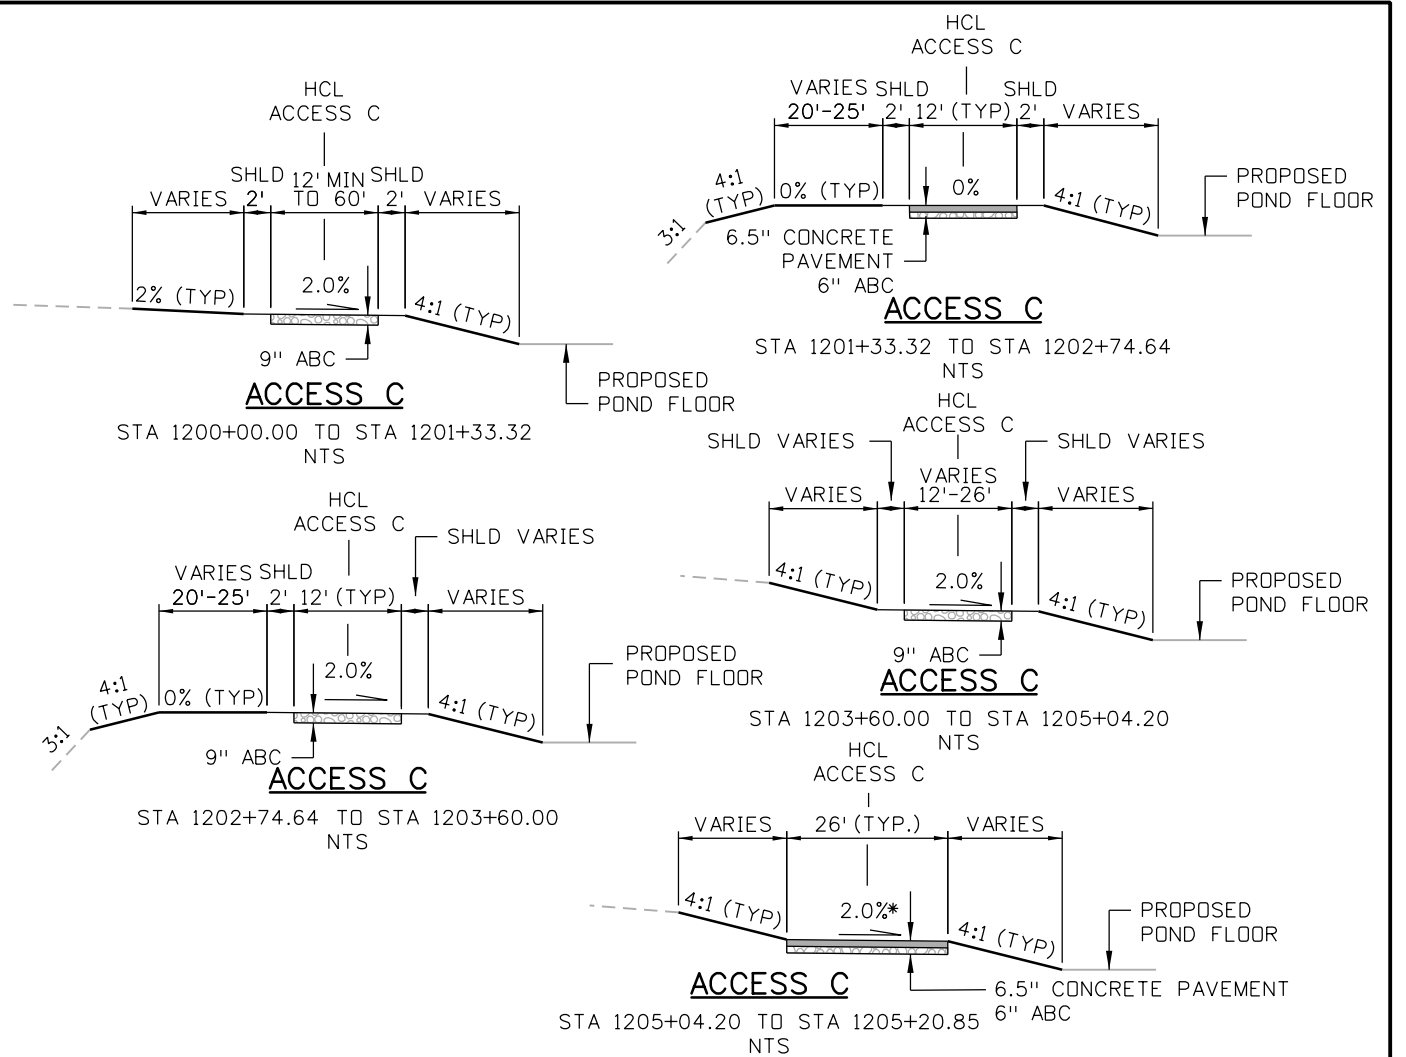 HCL
ACCESS C
SHLD 12' MIN SHLD
VARIES 2' TO 60' 2' VARIES
2% (TYP)
2.0%
4:1 (TYP)
9" ABC
PROPOSED
POND FLOOR
ACCESS C
STA 1200+00.00 TO STA 1201+33.32
NTS
HCL
ACCESS C
VARIES SHLD SHLD
20'-25' 2' 12' (TYP) 2' VARIES
4:1
(TYP)
3:1
0% (TYP)
0%
4:1 (TYP)
PROPOSED
POND FLOOR
6.5" CONCRETE
PAVEMENT
6" ABC
ACCESS C
STA 1201+33.32 TO STA 1202+74.64
NTS
HCL
ACCESS C
SHLD VARIES
VARIES SHLD
20'-25' 2' 12' (TYP) VARIES
4:1
(TYP)
3:1
0% (TYP)
2.0%
4:1 (TYP)
PROPOSED
POND FLOOR
9" ABC
ACCESS C
STA 1202+74.64 TO STA 1203+60.00
NTS
HCL
ACCESS C
SHLD VARIES SHLD VARIES
VARIES
VARIES 12'-26' VARIES
4:1 (TYP)
2.0%
4:1 (TYP)
PROPOSED
POND FLOOR
9" ABC
ACCESS C
STA 1203+60.00 TO STA 1205+04.20
NTS
HCL
ACCESS C
VARIES 26' (TYP.) VARIES
4:1 (TYP)
2.0%*
4:1 (TYP)
PROPOSED
POND FLOOR
6.5" CONCRETE PAVEMENT
6" ABC
ACCESS C
STA 1205+04.20 TO STA 1205+20.85
NTS